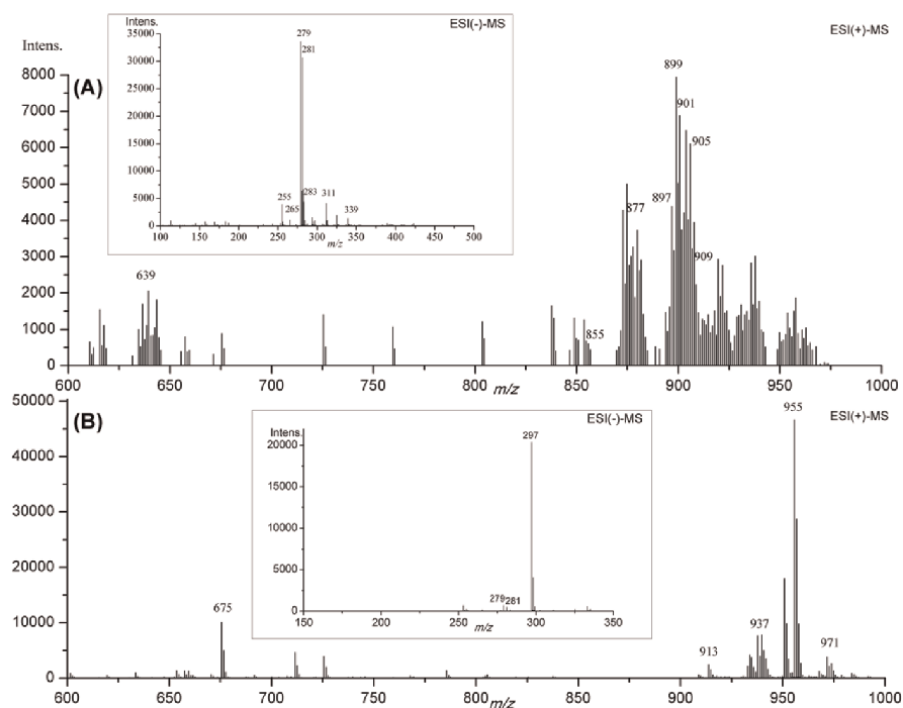 ESI(-)-MS
ESI(+)-MS
Intens.
Intens.
(A)
8000
7000
6000
5000
4000
3000
2000
1000
0
35000
30000
25000
20000
15000
10000
5000
0
279
281
255
265
283
311
339
100 150 200 250 300 350 400 450 500
m/z
639
855
877
897
899
901
905
909
600 650 700 750 800 850 900 950 1000
m/z
(B)
ESI(-)-MS
ESI(+)-MS
Intens.
50000
40000
30000
20000
10000
0
20000
15000
10000
5000
0
297
279 281
150 200 250 300 350
m/z
675
913
937
955
971
600 650 700 750 800 850 900 950 1000
m/z